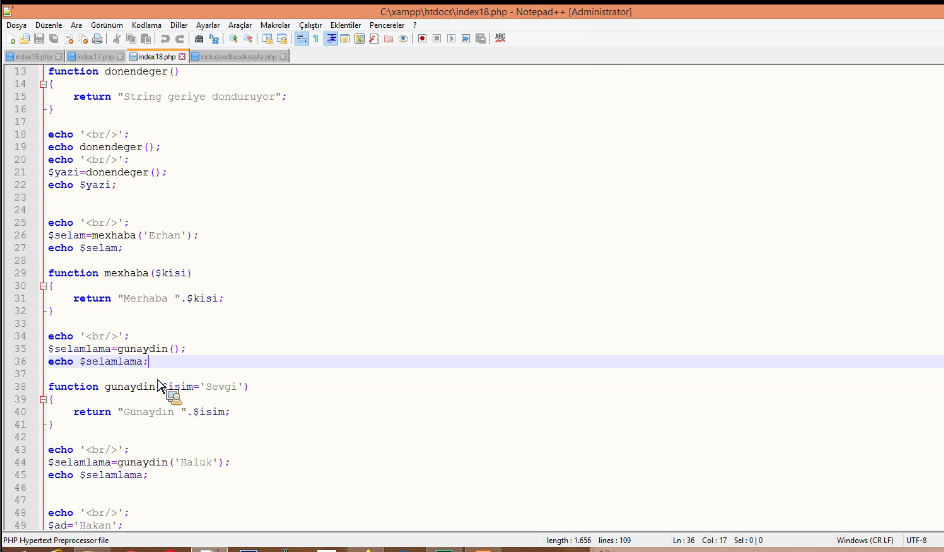 C:\xampp\htdocs\index18.php - Notepad++ [Administrator]
Dosya Düzenle Ara Görünüm Kodlama Diller Ayarlar Araçlar Makrolar Çalıştır Eklentiler Pencereler ?
index16.php index17.php index18.php includeedileceksayfa.php
13 function donendeger()
14 {
15 return "String geriye donduruyor";
16 }
17
18 echo '<br/>';
19 echo donendeger();
20 echo '<br/>';
21 $yazi=donendeger();
22 echo $yazi;
23
24
25 echo '<br/>';
26 $selam=mexhaba('Erhan');
27 echo $selam;
28
29 function mexhaba($kisi)
30 {
31 return "Merhaba ".$kisi;
32 }
33
34 echo '<br/>';
35 $selamlama=gunaydin();
36 echo $selamlama;
37
38 function gunaydin($isim='Sevgi')
39 {
40 return "Günaydın ".$isim;
41 }
42
43 echo '<br/>';
44 $selamlama=gunaydin('Haluk');
45 echo $selamlama;
46
47
48 echo '<br/>';
49 $ad='Hakan';
PHP Hypertext Preprocessor file length : 1.656 lines : 109 Ln : 36 Col : 17 Sel : 0 | 0 Windows (CR LF) UTF-8